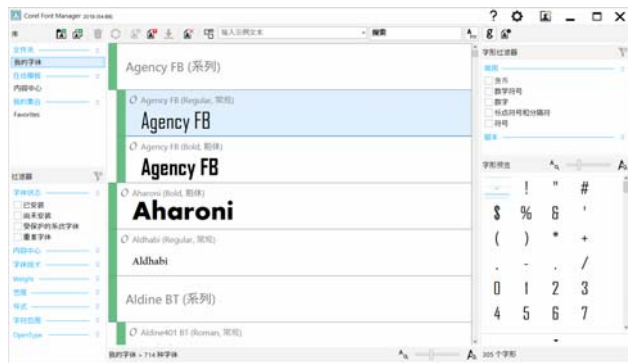 Corel Font Manager 2019 (64-Bit)
库
输入示例文本
搜索
文件夹
我的字体
在线模板
内容中心
我的集合
Favorites
过滤器
字体状态
已安装
尚未安装
受保护的系统字体
重复字体
内容中心
字体技术
Weight
宽度
样式
字符范围
OpenType
Agency FB (系列)
Agency FB (Regular, 常规)
Agency FB
Agency FB (Bold, 粗体)
Agency FB
Aharoni (Bold, 粗体)
Aharoni
Aldhabi (Regular, 常规)
Aldhabi
Aldine BT (系列)
Aldine401 BT (Roman, 常规)
我的字体 > 714 种字体
字形过滤器
常用
货币
数学符号
数字
标点符号和分隔符
符号
脚本
字形预览
! " #
$ % & '
( ) * +
, - . /
0 1 2 3
4 5 6 7
305 个字形